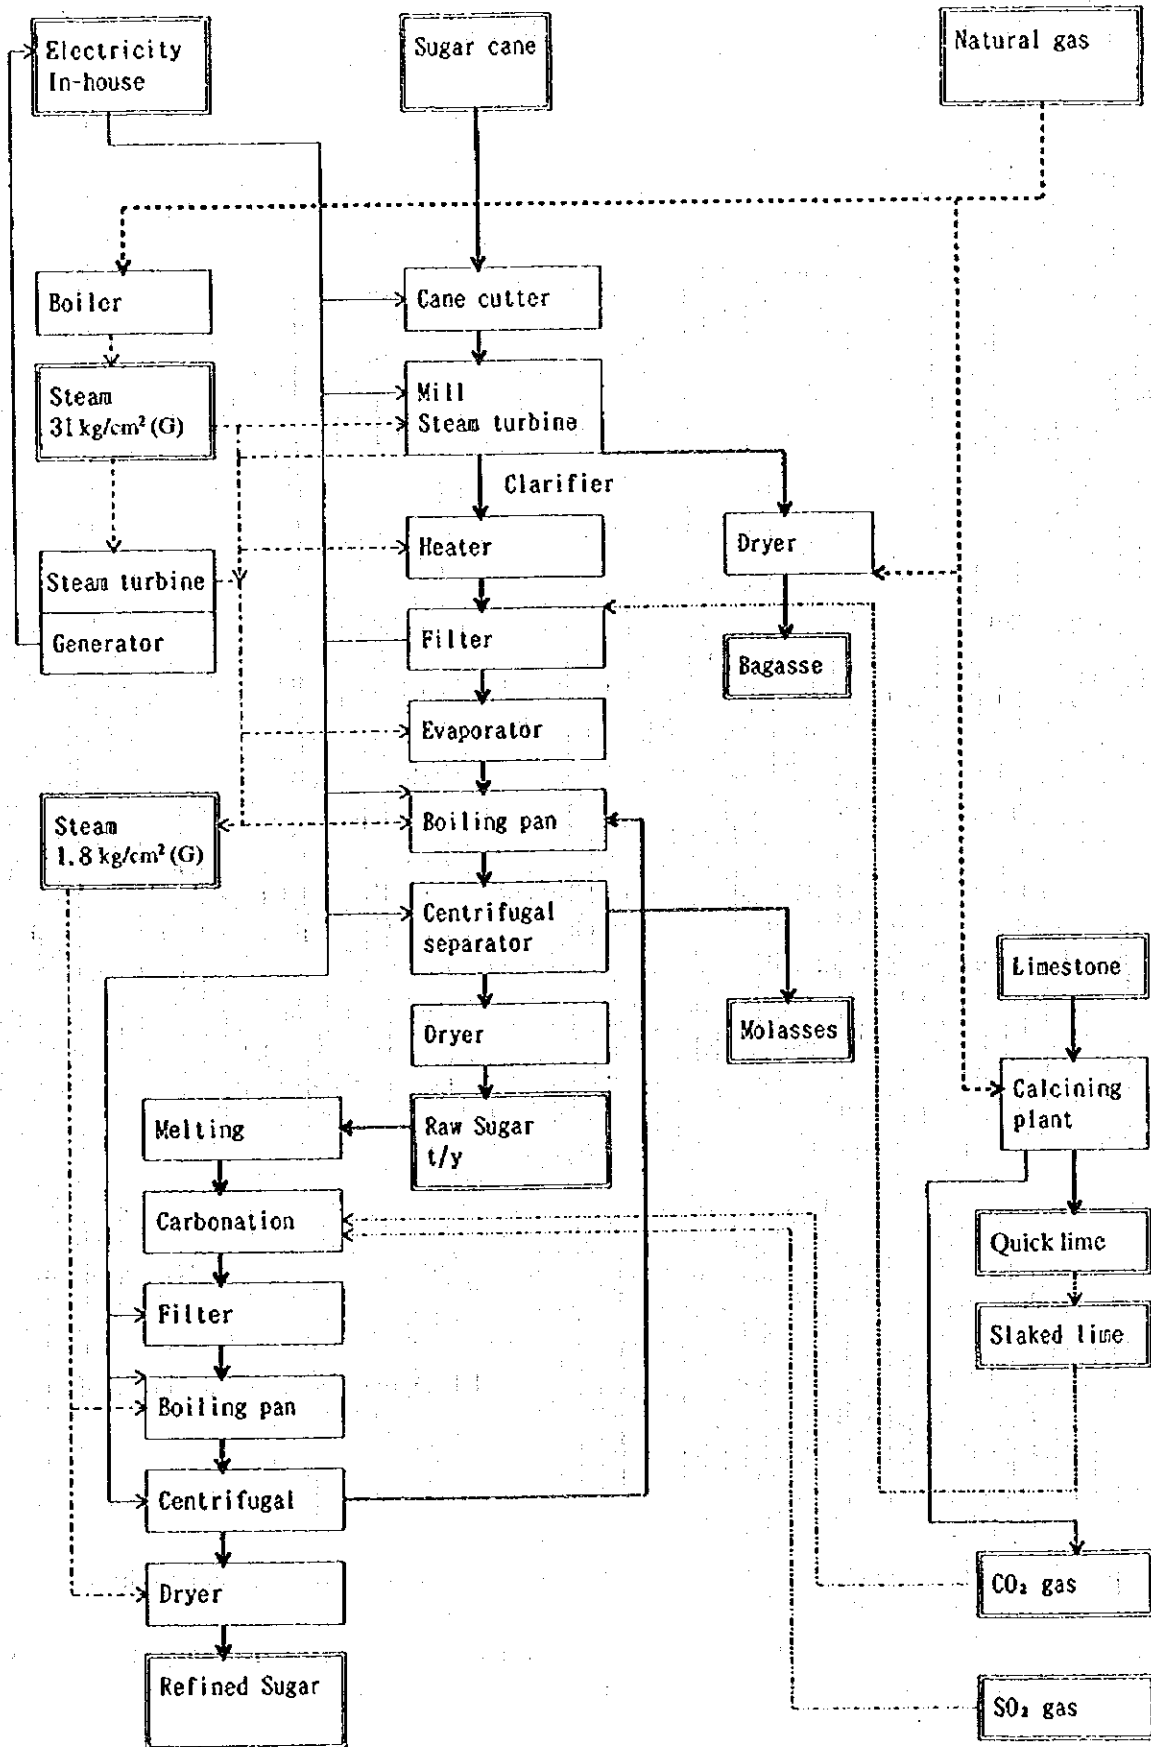 Electricity
In-house
Sugar cane
Natural gas
Boiler
Cane cutter
Steam
31 kg/cm² (G)
Mill
Steam turbine
Clarifier
Heater
Dryer
Steam turbine
Generator
Filter
Bagasse
Evaporator
Steam
1.8 kg/cm² (G)
Boiling pan
Centrifugal
separator
Limestone
Dryer
Molasses
Calcining
plant
Melting
Raw Sugar
t/y
Carbonation
Quick lime
Filter
Slaked lime
Boiling pan
Centrifugal
Dryer
CO₂ gas
Refined Sugar
SO₂ gas